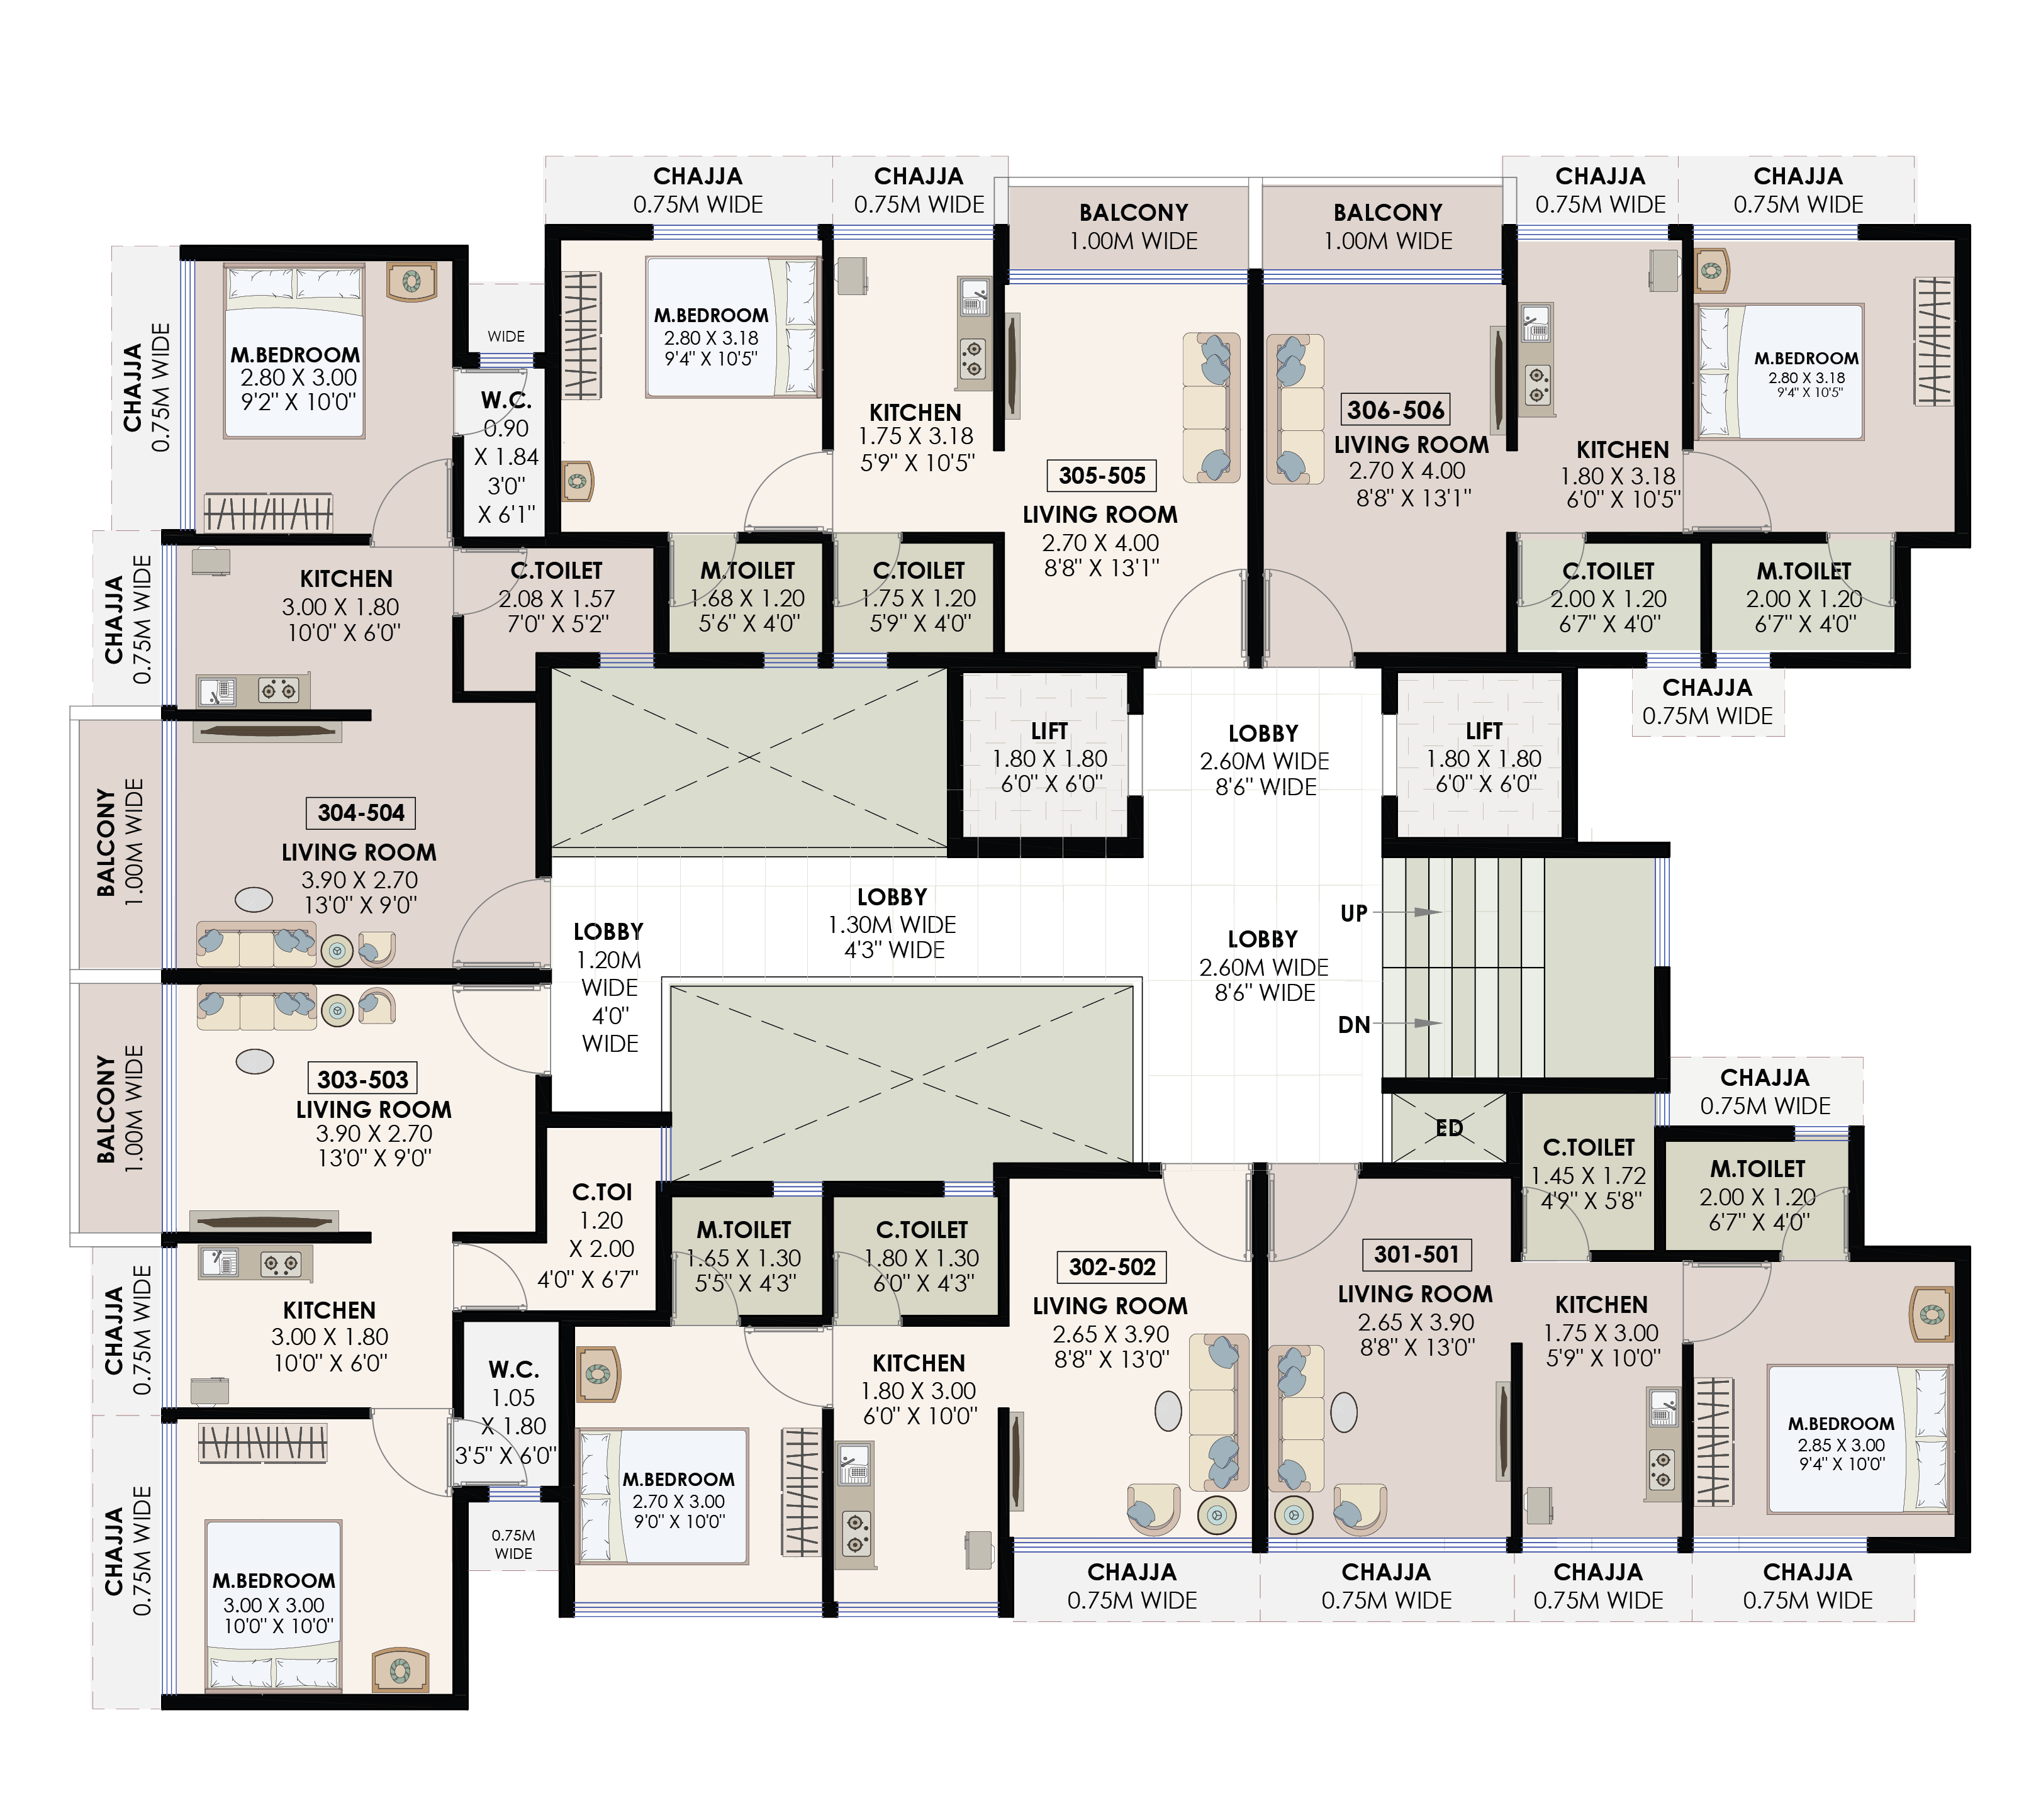 CHAJJA
0.75M WIDE
CHAJJA
0.75M WIDE
BALCONY
1.00M WIDE
BALCONY
1.00M WIDE
CHAJJA
0.75M WIDE
CHAJJA
0.75M WIDE
CHAJJA
0.75M WIDE
M.BEDROOM
2.80 X 3.00
9'2" X 10'0"
WIDE
W.C.
0.90
X 1.84
3'0"
X 6'1"
M.BEDROOM
2.80 X 3.18
9'4" X 10'5"
KITCHEN
1.75 X 3.18
5'9" X 10'5"
305-505
LIVING ROOM
2.70 X 4.00
8'8" X 13'1"
306-506
LIVING ROOM
2.70 X 4.00
8'8" X 13'1"
KITCHEN
1.80 X 3.18
6'0" X 10'5"
M.BEDROOM
2.80 X 3.18
9'4" X 10'5"
CHAJJA
0.75M WIDE
KITCHEN
3.00 X 1.80
10'0" X 6'0"
C.TOILET
2.08 X 1.57
7'0" X 5'2"
M.TOILET
1.68 X 1.20
5'6" X 4'0"
C.TOILET
1.75 X 1.20
5'9" X 4'0"
C.TOILET
2.00 X 1.20
6'7" X 4'0"
M.TOILET
2.00 X 1.20
6'7" X 4'0"
CHAJJA
0.75M WIDE
LIFT
1.80 X 1.80
6'0" X 6'0"
LOBBY
2.60M WIDE
8'6" WIDE
LIFT
1.80 X 1.80
6'0" X 6'0"
BALCONY
1.00M WIDE
304-504
LIVING ROOM
3.90 X 2.70
13'0" X 9'0"
LOBBY
1.20M
WIDE
4'0"
WIDE
LOBBY
1.30M WIDE
4'3" WIDE
LOBBY
2.60M WIDE
8'6" WIDE
UP
DN
BALCONY
1.00M WIDE
303-503
LIVING ROOM
3.90 X 2.70
13'0" X 9'0"
CHAJJA
0.75M WIDE
ED
C.TOILET
1.45 X 1.72
4'9" X 5'8"
M.TOILET
2.00 X 1.20
6'7" X 4'0"
C.TOI
1.20
X 2.00
4'0" X 6'7"
M.TOILET
1.65 X 1.30
5'5" X 4'3"
C.TOILET
1.80 X 1.30
6'0" X 4'3"
302-502
LIVING ROOM
2.65 X 3.90
8'8" X 13'0"
301-501
LIVING ROOM
2.65 X 3.90
8'8" X 13'0"
KITCHEN
1.75 X 3.00
5'9" X 10'0"
CHAJJA
0.75M WIDE
KITCHEN
3.00 X 1.80
10'0" X 6'0"
W.C.
1.05
X 1.80
3'5" X 6'0"
KITCHEN
1.80 X 3.00
6'0" X 10'0"
M.BEDROOM
2.70 X 3.00
9'0" X 10'0"
M.BEDROOM
2.85 X 3.00
9'4" X 10'0"
CHAJJA
0.75M WIDE
0.75M
WIDE
M.BEDROOM
3.00 X 3.00
10'0" X 10'0"
CHAJJA
0.75M WIDE
CHAJJA
0.75M WIDE
CHAJJA
0.75M WIDE
CHAJJA
0.75M WIDE